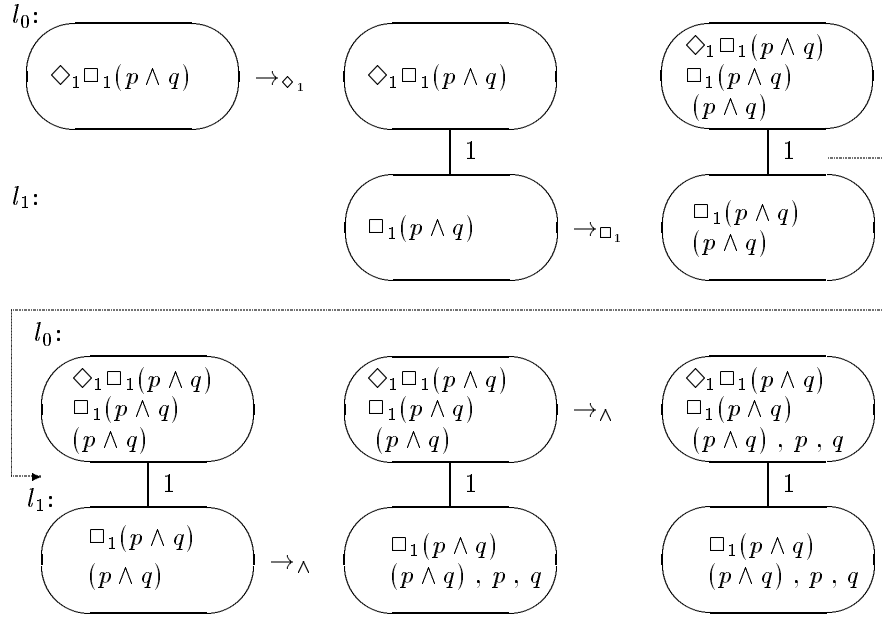 l₀:
◇₁□₁(p ∧ q) →◇₁ ◇₁□₁(p ∧ q) ◇₁□₁(p ∧ q)
□₁(p ∧ q)
(p ∧ q)
1 1
l₁:
□₁(p ∧ q) →□₁ □₁(p ∧ q)
(p ∧ q)
l₀:
◇₁□₁(p ∧ q) ◇₁□₁(p ∧ q) ◇₁□₁(p ∧ q)
□₁(p ∧ q) □₁(p ∧ q) →∧ □₁(p ∧ q)
(p ∧ q) (p ∧ q) (p ∧ q) , p , q
1 1 1
l₁:
□₁(p ∧ q) □₁(p ∧ q) □₁(p ∧ q)
(p ∧ q) →∧ (p ∧ q) , p , q (p ∧ q) , p , q